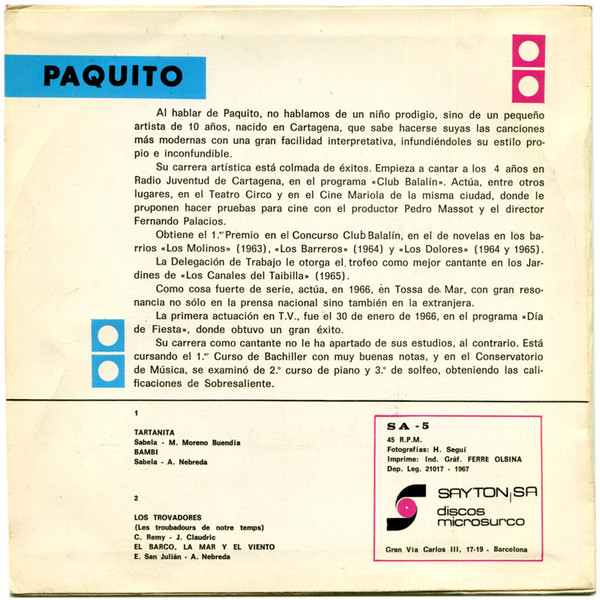 PAQUITO
Al hablar de Paquito, no hablamos de un niño prodigio, sino de un pequeño
artista de 10 años, nacido en Cartagena, que sabe hacerse suyas las canciones
más modernas con una gran facilidad interpretativa, infundiéndoles su estilo pro-
pio e inconfundible.
Su carrera artística está colmada de éxitos. Empieza a cantar a los 4 años en
Radio Juventud de Cartagena, en el programa «Club Balalín». Actúa, entre otros
lugares, en el Teatro Circo y en el Cine Mariola de la misma ciudad, donde le
proponen hacer pruebas para cine con el productor Pedro Massot y el director
Fernando Palacios.
Obtiene el 1.er Premio en el Concurso Club Balalín, en el de noveles en los ba-
rrios «Los Molinos» (1963), «Los Barreros» (1964) y «Los Dolores» (1964 y 1965).
La Delegación de Trabajo le otorga el trofeo como mejor cantante en los Jar-
dines de «Los Canales del Taibilla» (1965).
Como cosa fuerte de serie, actúa, en 1966, en Tossa de Mar, con gran reso-
nancia no sólo en la prensa nacional sino también en la extranjera.
La primera actuación en T.V., fue el 30 de enero de 1966, en el programa «Día
de Fiesta», donde obtuvo un gran éxito.
Su carrera como cantante no le ha apartado de sus estudios, al contrario. Está
cursando el 1.er Curso de Bachiller con muy buenas notas, y en el Conservatorio
de Música, se examinó de 2.º curso de piano y 3.º de solfeo, obteniendo las cali-
ficaciones de Sobresaliente.
1
TARTANITA
Sabela - M. Moreno Buendía
BAMBI
Sabela - A. Nebreda
2
LOS TROVADORES
(Les troubadours de notre temps)
C. Remy - J. Claudric
EL BARCO, LA MAR Y EL VIENTO
E. San Julián - A. Nebreda
SA - 5
45 R.P.M.
Fotografías: H. Seguí
Imprime: Ind. Gráf. FERRE OLSINA
Dep. Leg. 21017 - 1967
SAYTON, SA
discos
microsurco
Gran Vía Carlos III, 17-19 - Barcelona